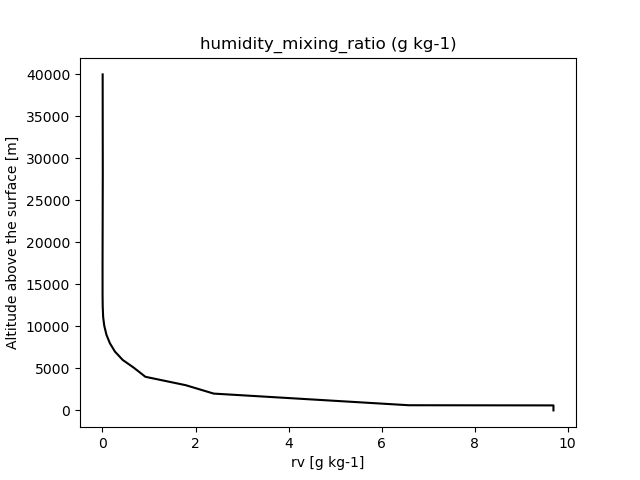 humidity_mixing_ratio (g kg-1)
40000
35000
30000
25000
20000
15000
10000
5000
0
Altitude above the surface [m]
0 2 4 6 8 10
rv [g kg-1]